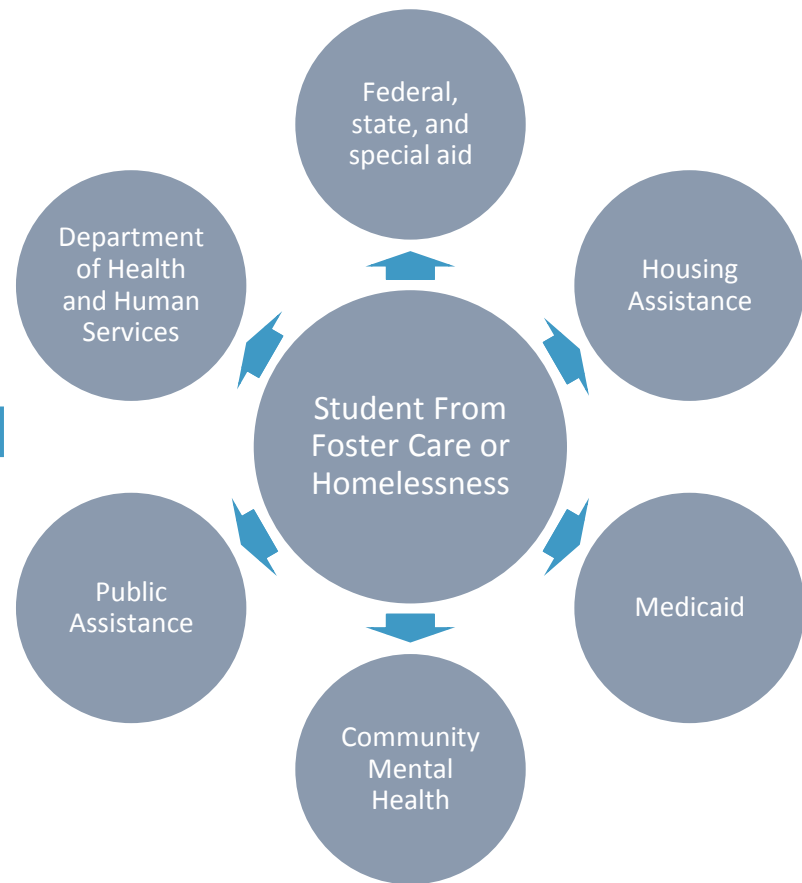 Federal,
state, and
special aid
Department
of Health
and Human
Services
Housing
Assistance
Student From
Foster Care or
Homelessness
Public
Assistance
Medicaid
Community
Mental
Health